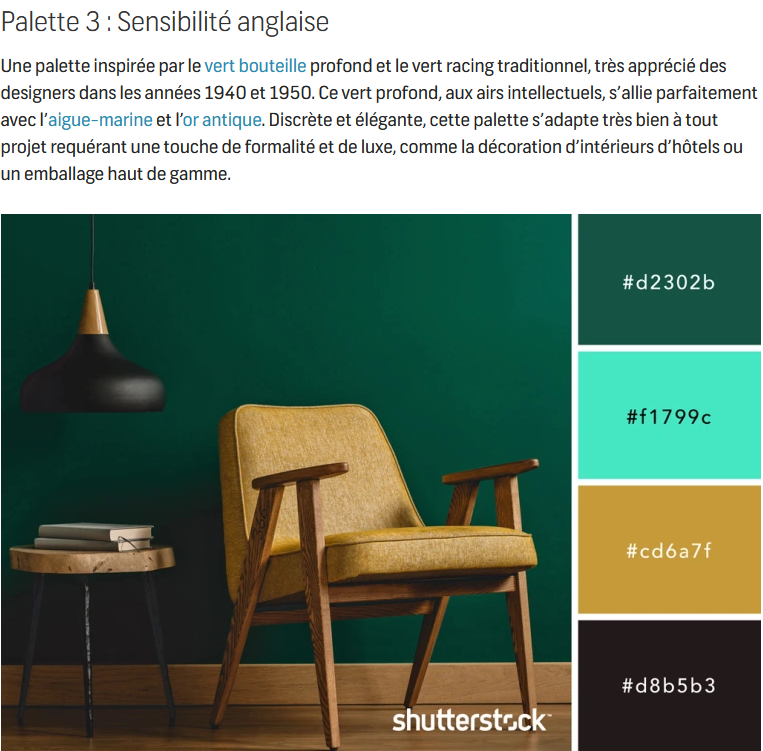 Palette 3 : Sensibilité anglaise
Une palette inspirée par le vert bouteille profond et le vert racing traditionnel, très apprécié des
designers dans les années 1940 et 1950. Ce vert profond, aux airs intellectuels, s’allie parfaitement
avec l’aigue-marine et l’or antique. Discrète et élégante, cette palette s’adapte très bien à tout
projet requérant une touche de formalité et de luxe, comme la décoration d’intérieurs d’hôtels ou
un emballage haut de gamme.
#d2302b
#f1799c
#cd6a7f
#d8b5b3
shutterstock